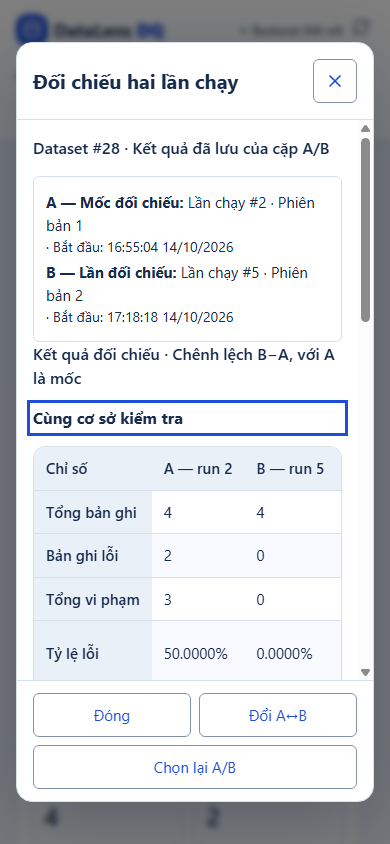 DataLens DQ
Đối chiếu hai lần chạy
Dataset #28 · Kết quả đã lưu của cặp A/B
A — Mốc đối chiếu: Lần chạy #2 · Phiên
bản 1
· Bắt đầu: 16:55:04 14/10/2026
B — Lần đối chiếu: Lần chạy #5 · Phiên
bản 2
· Bắt đầu: 17:18:18 14/10/2026
Kết quả đối chiếu · Chênh lệch B−A, với A
là mốc
Cùng cơ sở kiểm tra
Chỉ số A — run 2 B — run 5
Tổng bản ghi 4 4
Bản ghi lỗi 2 0
Tổng vi phạm 3 0
Tỷ lệ lỗi 50.0000% 0.0000%
Đóng Đổi A↔B
Chọn lại A/B
4 2